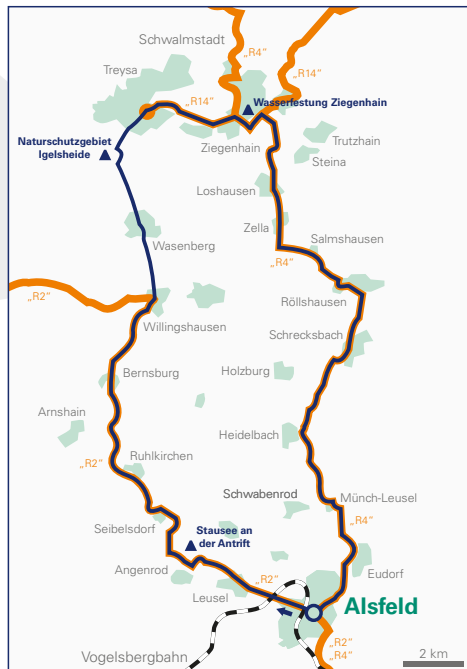 Schwalmstadt
„R4"
Treysa
„R14"
„R14"
Wasserfestung Ziegenhain
Naturschutzgebiet
Igelsheide
Ziegenhain
Trutzhain
Steina
Loshausen
Zella
Wasenberg
Salmshausen
„R4"
„R2"
Röllshausen
Willingshausen
Schrecksbach
Bernsburg
Holzburg
Arnshain
Heidelbach
„R2"
Ruhlkirchen
Schwabenrod
Münch-Leusel
Seibelsdorf
„R4"
Stausee an
der Antrift
Angenrod
Eudorf
„R2"
Leusel
Alsfeld
„R2"
„R4"
Vogelsbergbahn
2 km